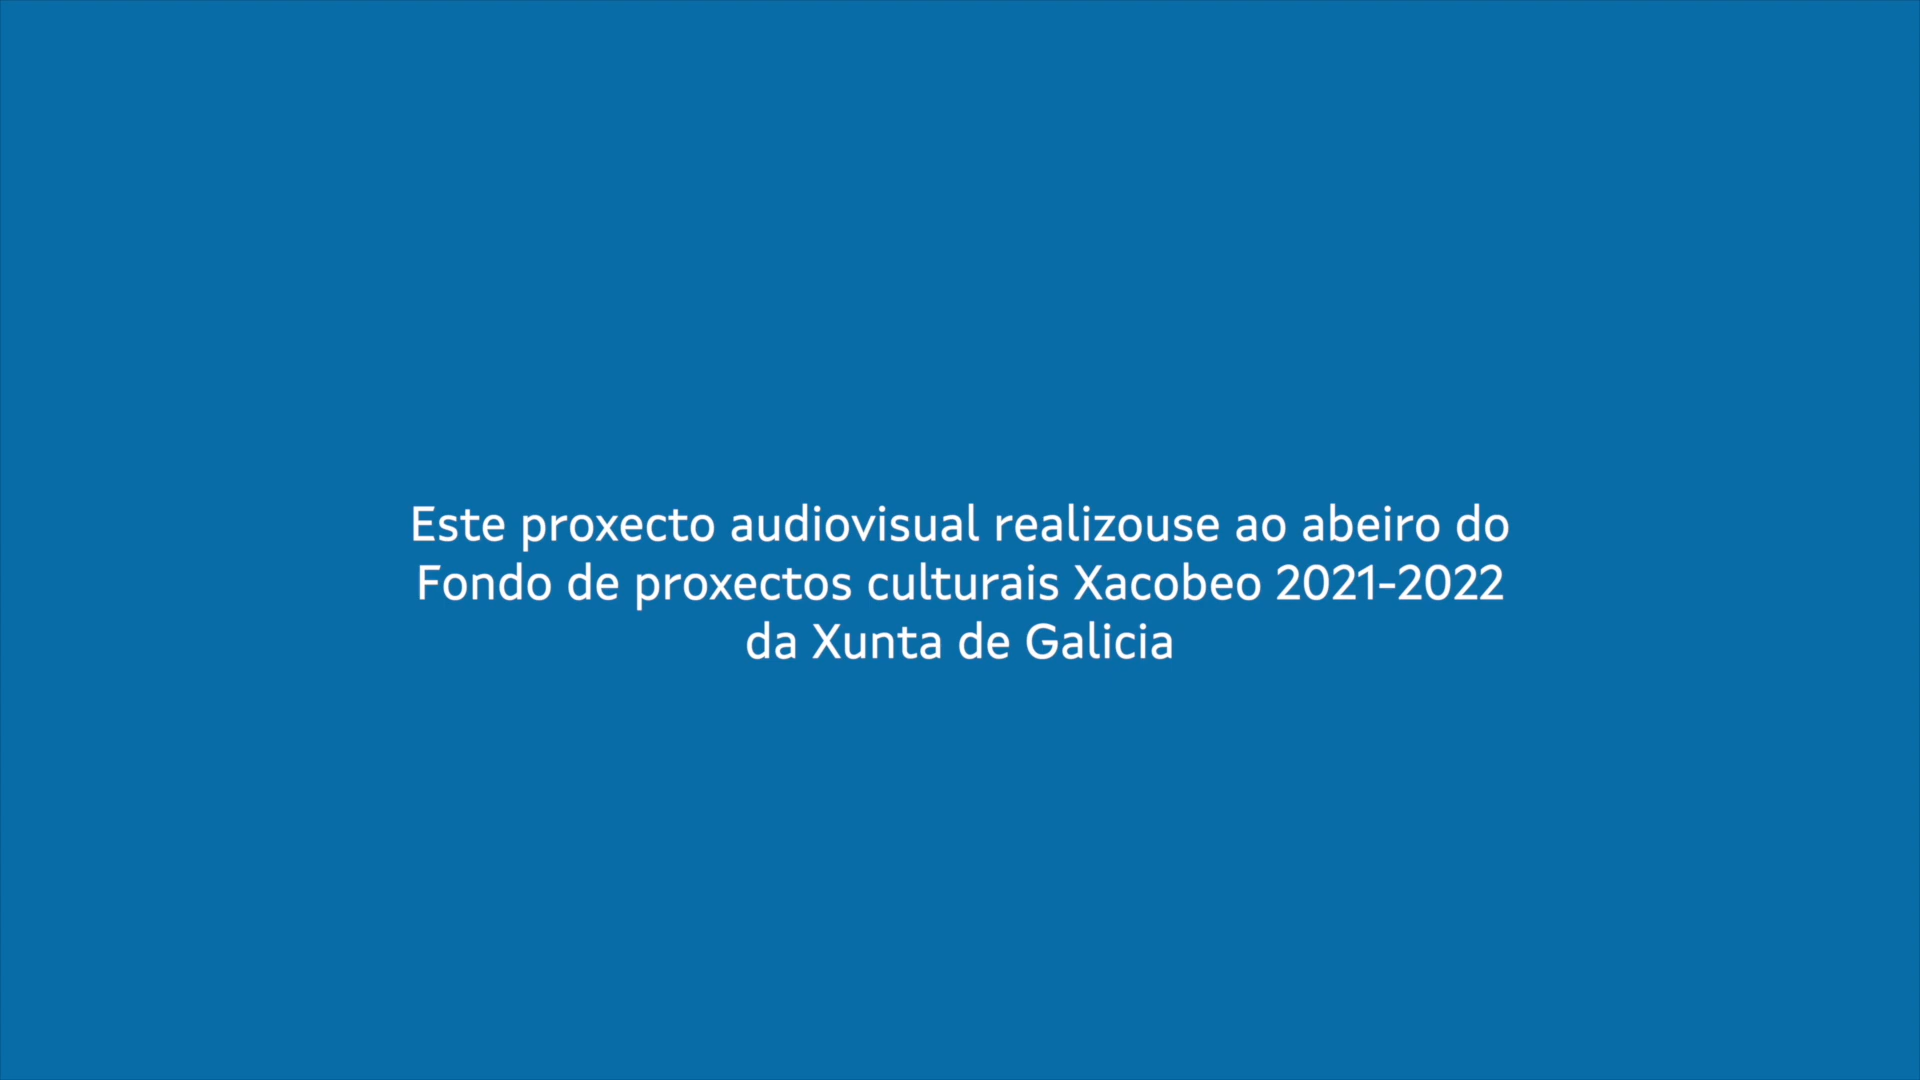 Este proxecto audiovisual realizouse ao abeiro do
Fondo de proxectos culturais Xacobeo 2021-2022
da Xunta de Galicia